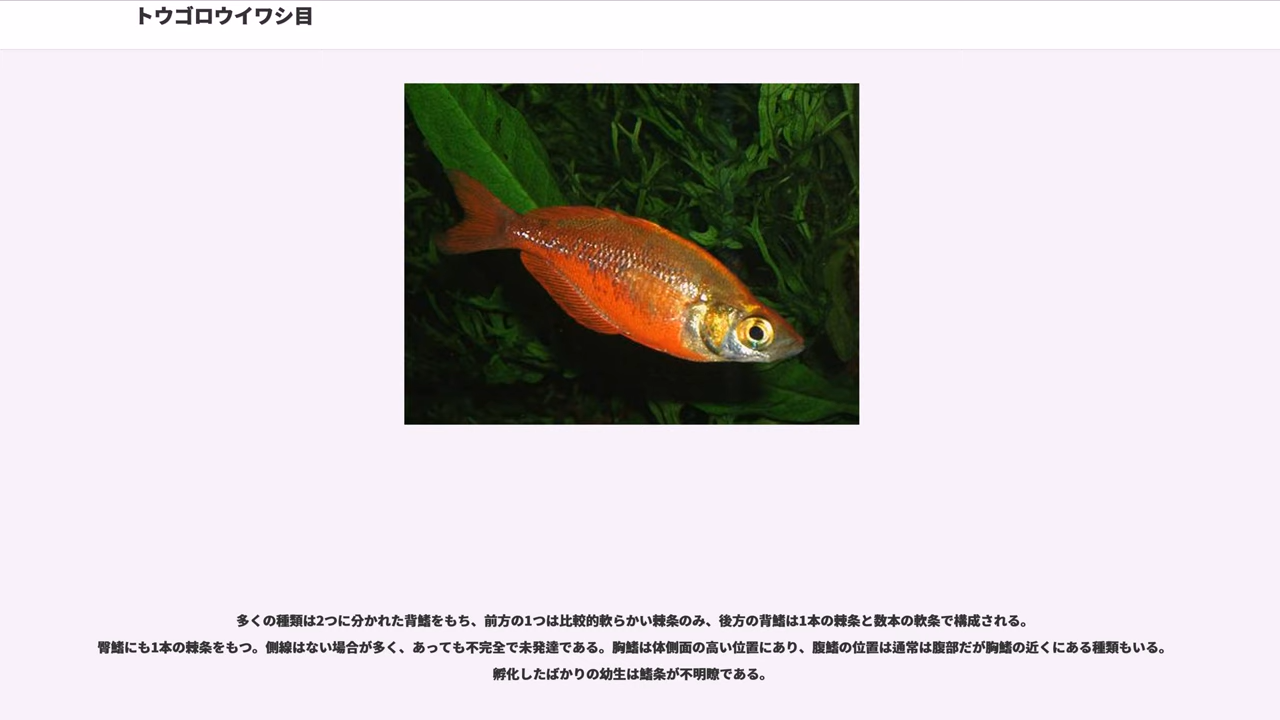 トウゴロウイワシ目
多くの種類は2つに分かれた背鰭をもち、前方の1つは比較的軟らかい棘条のみ、後方の背鰭は1本の棘条と数本の軟条で構成される。
臀鰭にも1本の棘条をもつ。側線はない場合が多く、あっても不完全で未発達である。胸鰭は体側面の高い位置にあり、腹鰭の位置は通常は腹部だが胸鰭の近くにある種類もいる。
孵化したばかりの幼生は鰭条が不明瞭である。